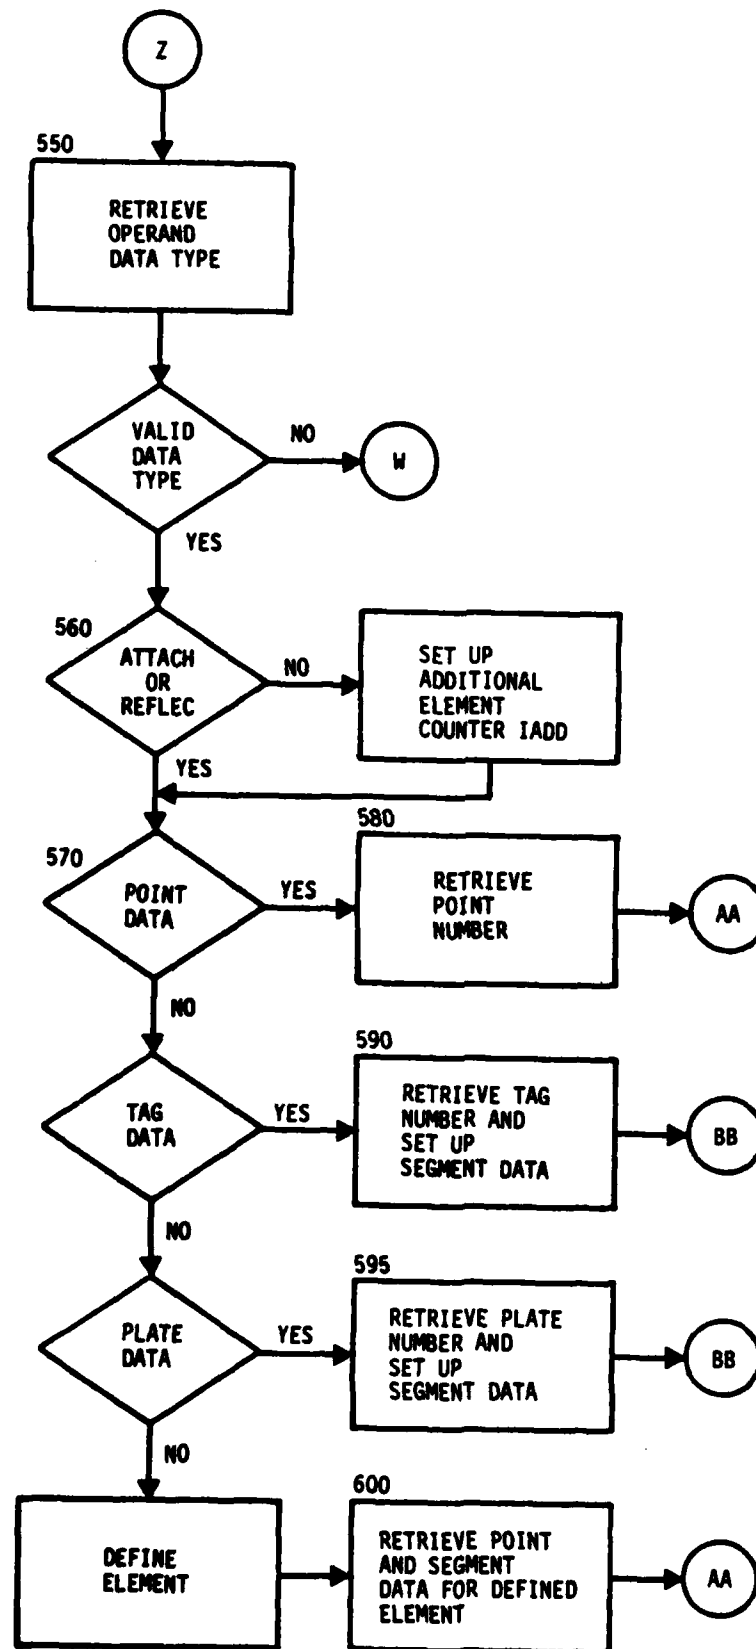 Z
550
RETRIEVE
OPERAND
DATA TYPE
VALID
DATA
TYPE
NO
W
YES
560
ATTACH
OR
REFLEC
NO
SET UP
ADDITIONAL
ELEMENT
COUNTER IADD
YES
570
POINT
DATA
YES
580
RETRIEVE
POINT
NUMBER
AA
NO
TAG
DATA
YES
590
RETRIEVE TAG
NUMBER AND
SET UP
SEGMENT DATA
BB
NO
PLATE
DATA
YES
595
RETRIEVE PLATE
NUMBER AND
SET UP
SEGMENT DATA
BB
NO
DEFINE
ELEMENT
600
RETRIEVE POINT
AND SEGMENT
DATA FOR DEFINED
ELEMENT
AA